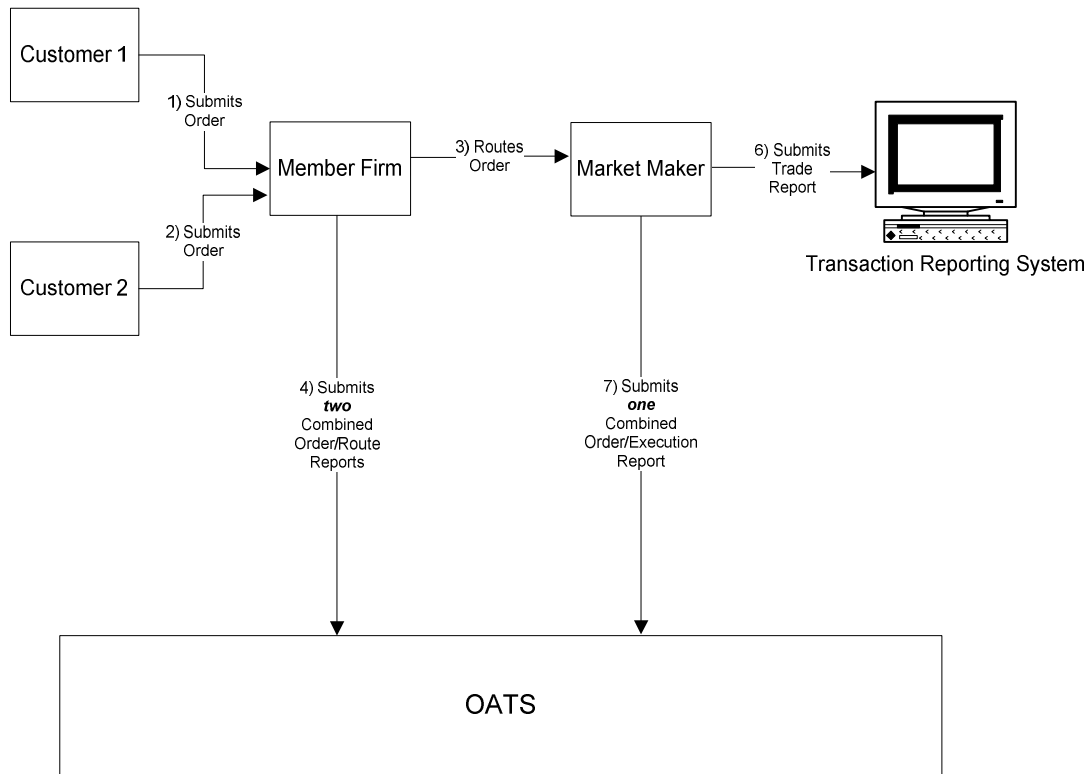 Customer 1
1) Submits
Order
Member Firm
3) Routes
Order
Market Maker
6) Submits
Trade
Report
Transaction Reporting System
2) Submits
Order
Customer 2
4) Submits
two
Combined
Order/Route
Reports
7) Submits
one
Combined
Order/Execution
Report
OATS